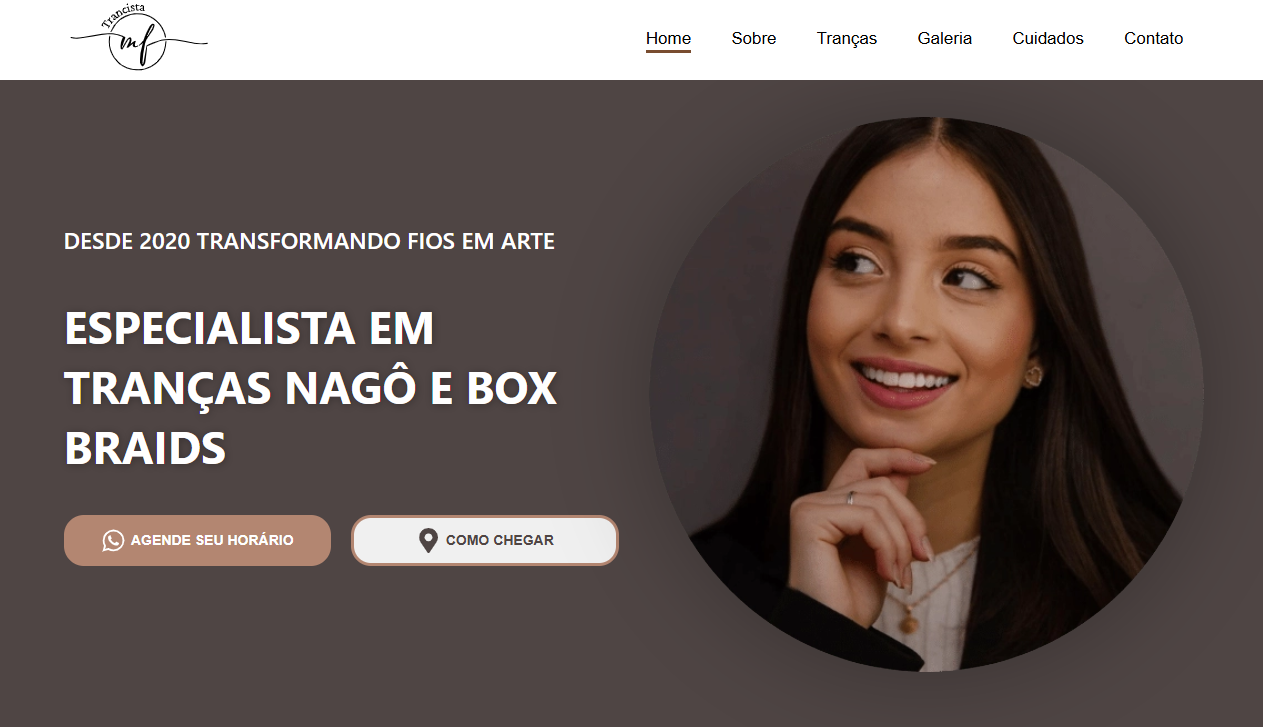 Trancista
mf
Home Sobre Tranças Galeria Cuidados Contato
DESDE 2020 TRANSFORMANDO FIOS EM ARTE
ESPECIALISTA EM
TRANÇAS NAGÔ E BOX
BRAIDS
AGENDE SEU HORÁRIO COMO CHEGAR